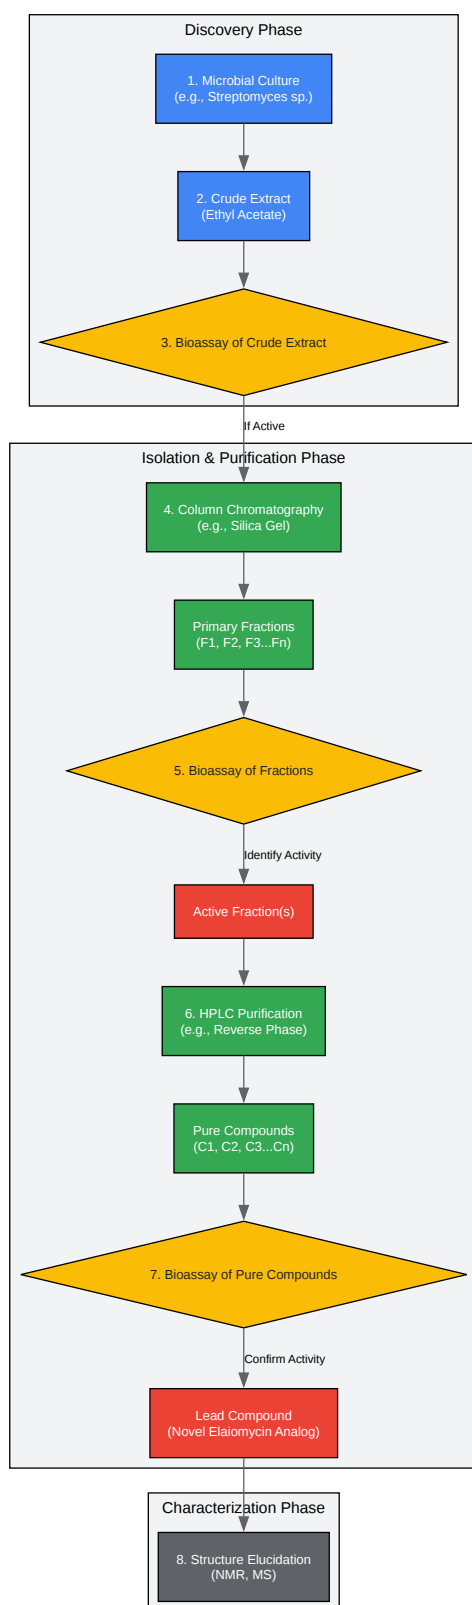 Discovery Phase
1. Microbial Culture
(e.g., Streptomyces sp.)
2. Crude Extract
(Ethyl Acetate)
3. Bioassay of Crude Extract
If Active
Isolation & Purification Phase
4. Column Chromatography
(e.g., Silica Gel)
Primary Fractions
(F1, F2, F3...Fn)
5. Bioassay of Fractions
Identify Activity
Active Fraction(s)
6. HPLC Purification
(e.g., Reverse Phase)
Pure Compounds
(C1, C2, C3...Cn)
7. Bioassay of Pure Compounds
Confirm Activity
Lead Compound
(Novel Elaiomycin Analog)
Characterization Phase
8. Structure Elucidation
(NMR, MS)